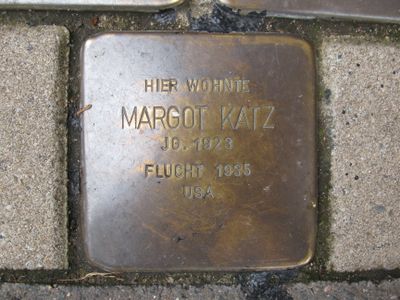 HIER WOHNTE
MARGOT KATZ
JG. 1923
FLUCHT 1935
USA